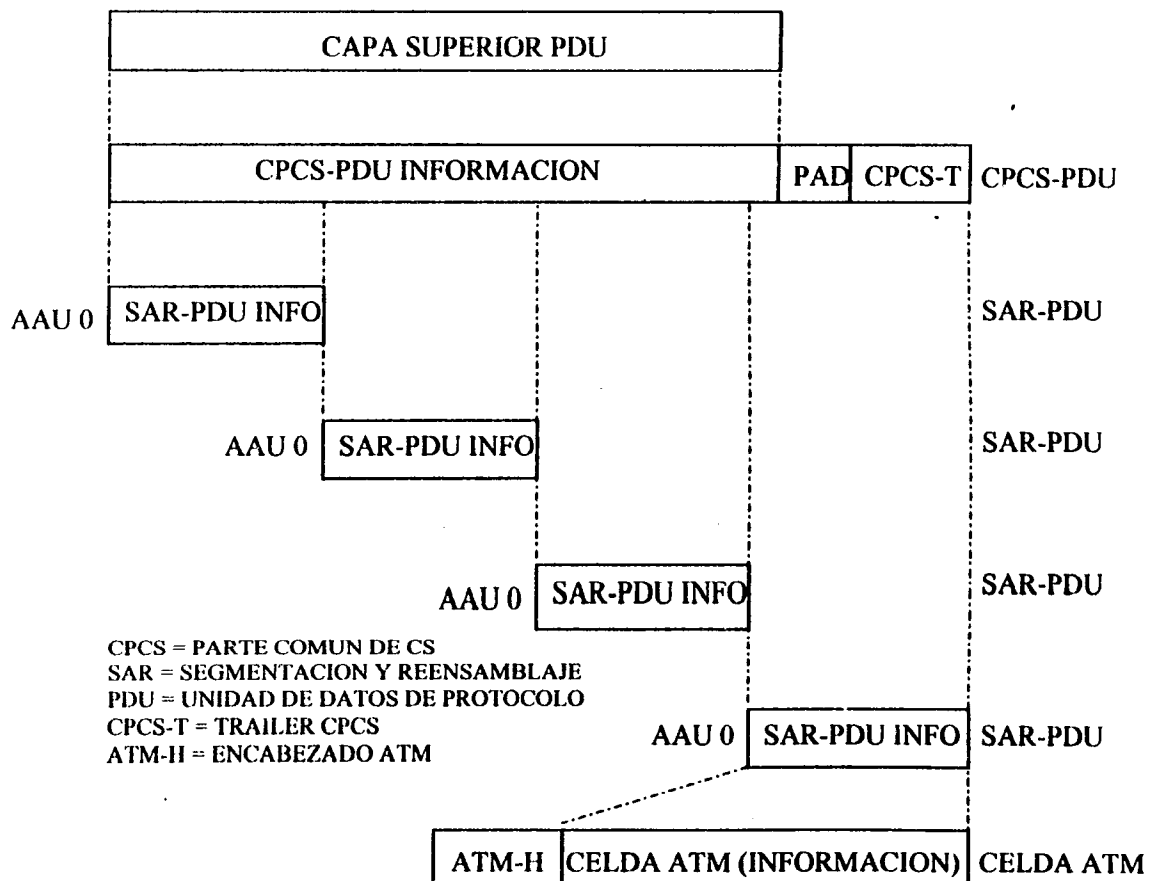 CAPA SUPERIOR PDU
CPCS-PDU INFORMACION PAD CPCS-T CPCS-PDU
AAU 0 SAR-PDU INFO SAR-PDU
AAU 0 SAR-PDU INFO SAR-PDU
AAU 0 SAR-PDU INFO SAR-PDU
CPCS = PARTE COMUN DE CS
SAR = SEGMENTACION Y REENSAMBLAJE
PDU = UNIDAD DE DATOS DE PROTOCOLO
CPCS-T = TRAILER CPCS
ATM-H = ENCABEZADO ATM
AAU 0 SAR-PDU INFO SAR-PDU
ATM-H CELDA ATM (INFORMACION) CELDA ATM